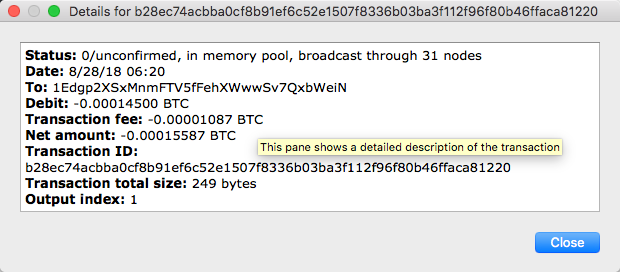 Details for b28ec74acbba0cf8b91ef6c52e1507f8336b03ba3f112f96f80b46ffaca81220
Status: 0/unconfirmed, in memory pool, broadcast through 31 nodes
Date: 8/28/18 06:20
To: 1Edgp2XSxMnmFTV5fFehXWwwSv7QxbWeiN
Debit: -0.00014500 BTC
Transaction fee: -0.00001087 BTC
Net amount: -0.00015587 BTC
This pane shows a detailed description of the transaction
Transaction ID:
b28ec74acbba0cf8b91ef6c52e1507f8336b03ba3f112f96f80b46ffaca81220
Transaction total size: 249 bytes
Output index: 1
Close